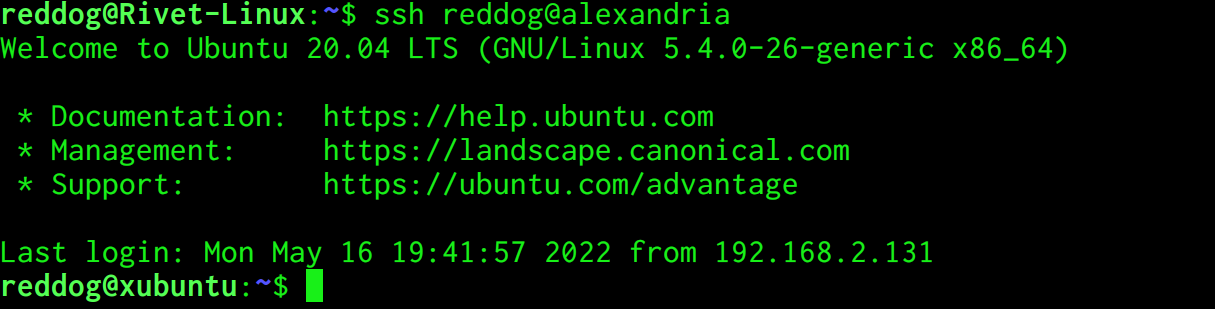 reddog@Rivet-Linux:~$ ssh reddog@alexandria
Welcome to Ubuntu 20.04 LTS (GNU/Linux 5.4.0-26-generic x86_64)
* Documentation:  https://help.ubuntu.com
* Management:     https://landscape.canonical.com
* Support:        https://ubuntu.com/advantage
Last login: Mon May 16 19:41:57 2022 from 192.168.2.131
reddog@xubuntu:~$